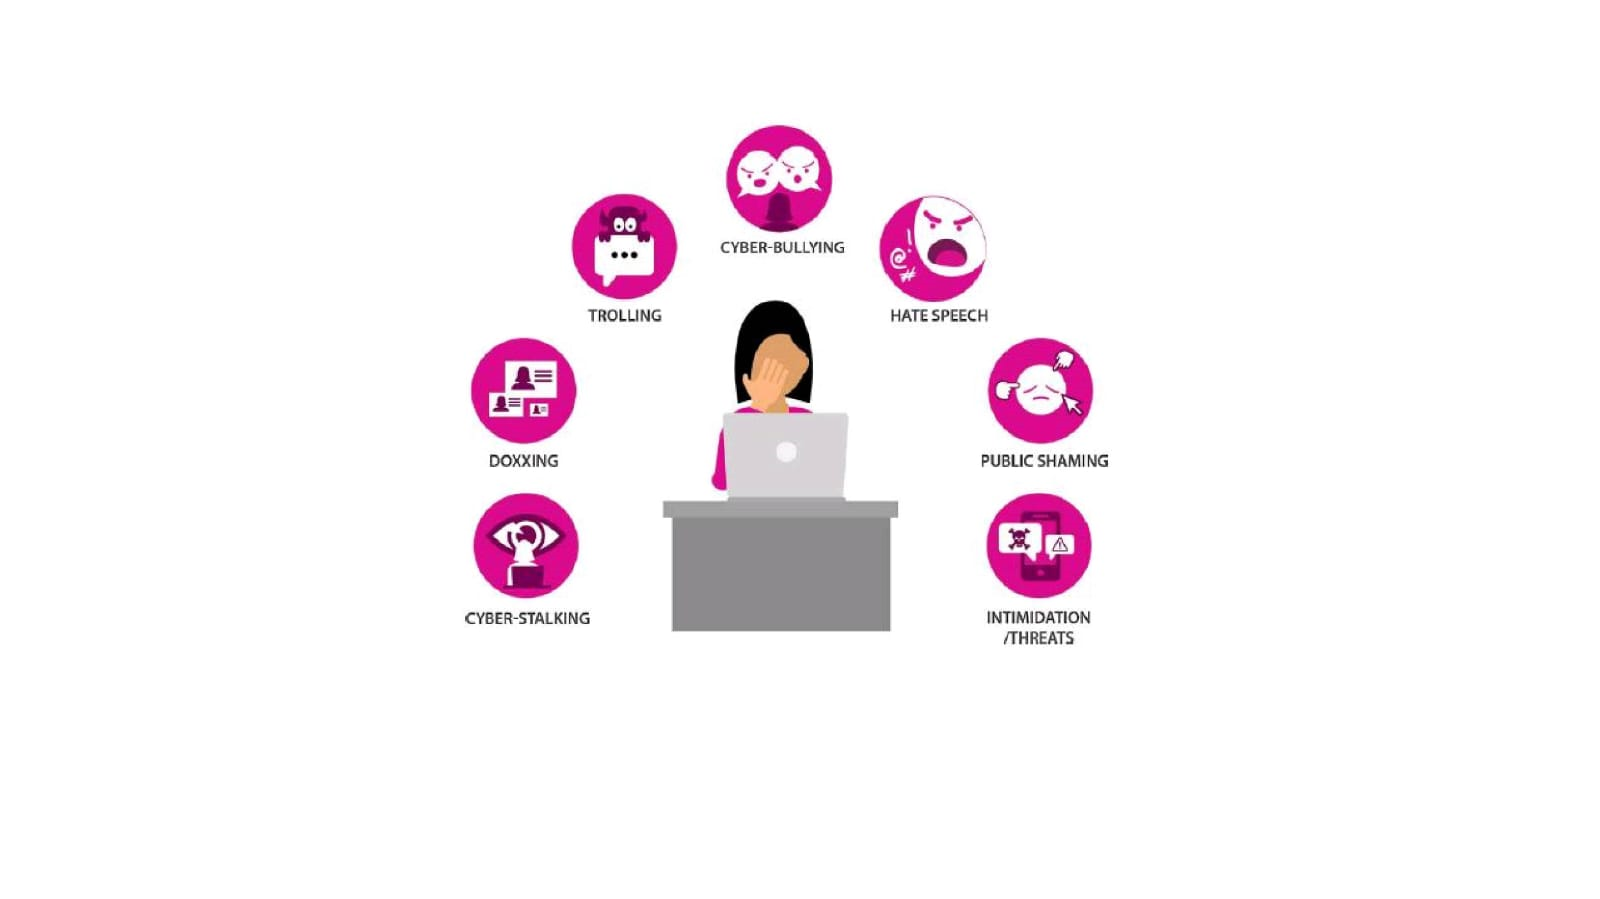 CYBER-BULLYING
TROLLING
HATE SPEECH
DOXXING
PUBLIC SHAMING
CYBER-STALKING
INTIMIDATION
/THREATS